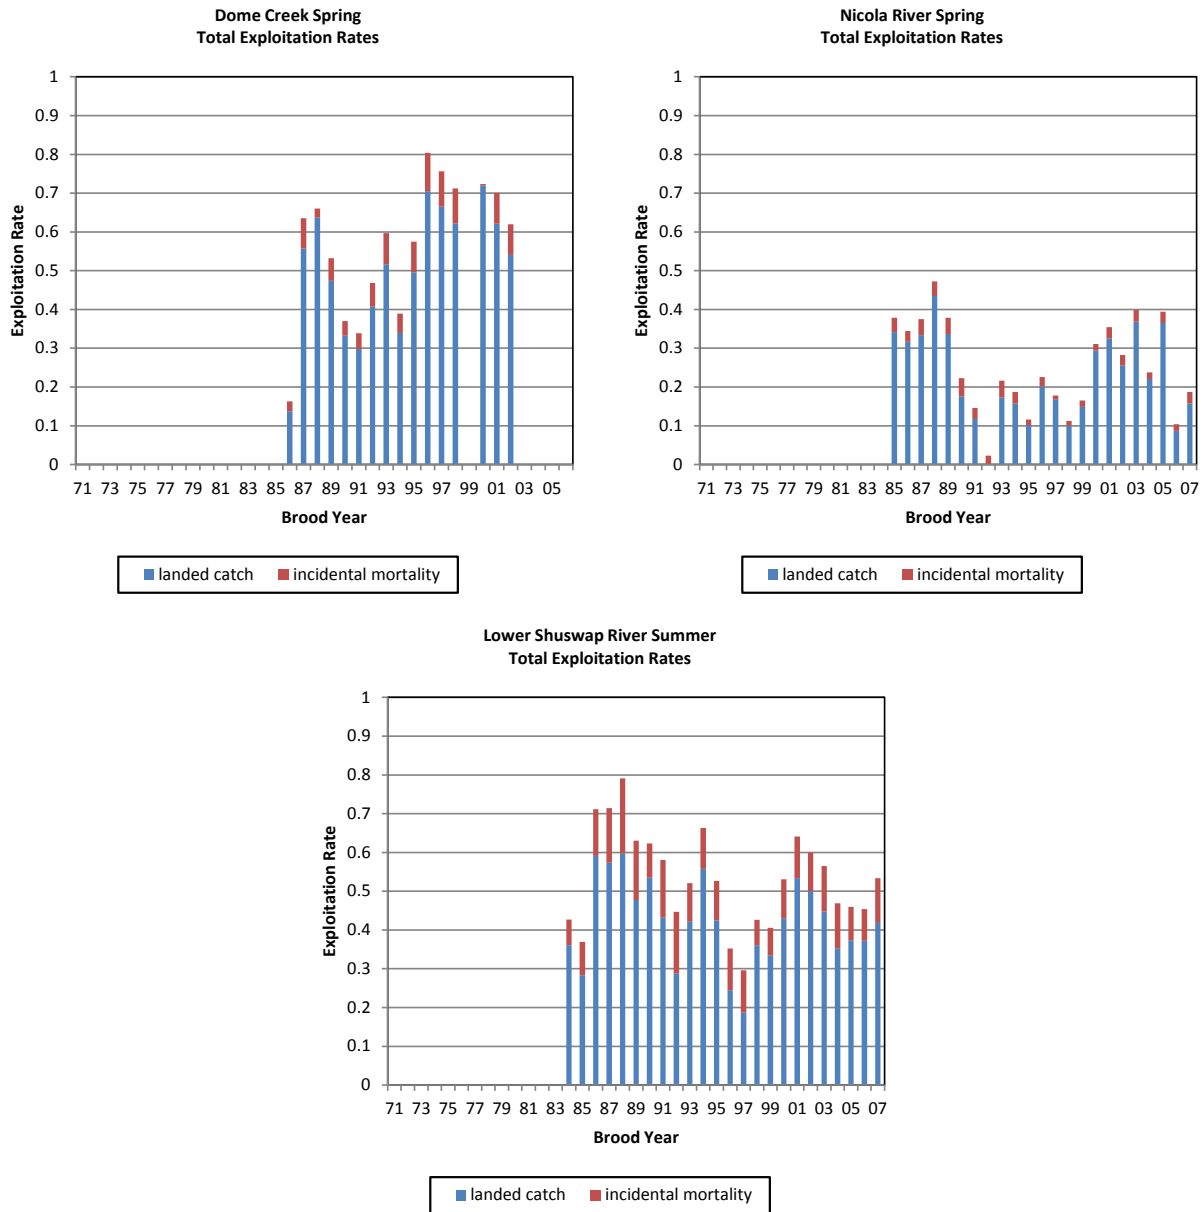 Dome Creek Spring
Total Exploitation Rates
1
0.9
0.8
0.7
0.6
0.5
0.4
0.3
0.2
0.1
0
Exploitation Rate
71 73 75 77 79 81 83 85 87 89 91 93 95 97 99 01 03 05
Brood Year
landed catch incidental mortality
Nicola River Spring
Total Exploitation Rates
1
0.9
0.8
0.7
0.6
0.5
0.4
0.3
0.2
0.1
0
Exploitation Rate
71 73 75 77 79 81 83 85 87 89 91 93 95 97 99 01 03 05 07
Brood Year
landed catch incidental mortality
Lower Shuswap River Summer
Total Exploitation Rates
1
0.9
0.8
0.7
0.6
0.5
0.4
0.3
0.2
0.1
0
Exploitation Rate
71 73 75 77 79 81 83 85 87 89 91 93 95 97 99 01 03 05 07
Brood Year
landed catch incidental mortality